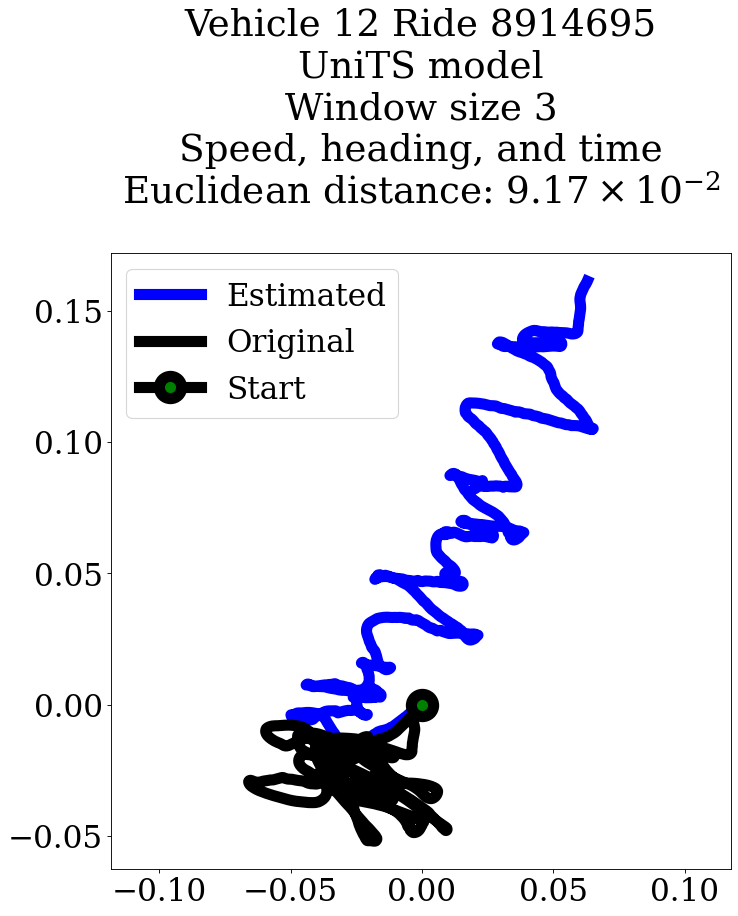 Vehicle 12 Ride 8914695
UniTS model
Window size 3
Speed, heading, and time
Euclidean distance: 9.17 × 10⁻²
Estimated
Original
Start
0.15
0.10
0.05
0.00
−0.05
−0.10 −0.05 0.00 0.05 0.10